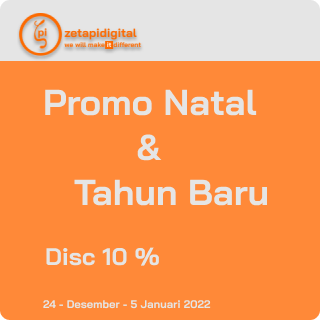 zetapidigital
we will make it different
Promo Natal
&
Tahun Baru
Disc 10 %
24 - Desember - 5 Januari 2022